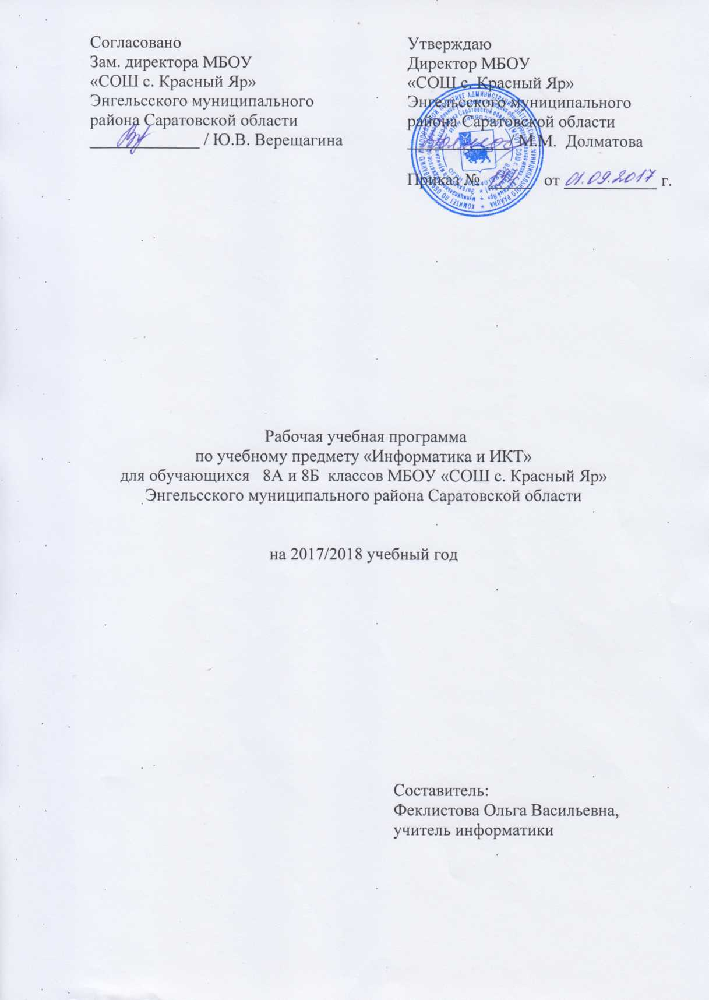 Согласовано
Зам. директора МБОУ
«СОШ с. Красный Яр»
Энгельсского муниципального
района Саратовской области
/ Ю.В. Верещагина
Утверждаю
Директор МБОУ
«СОШ с. Красный Яр»
Энгельсского муниципального
района Саратовской области
/ М.М. Долматова
Приказ № от 01.09.2017 г.
Рабочая учебная программа
по учебному предмету «Информатика и ИКТ»
для обучающихся 8А и 8Б классов МБОУ «СОШ с. Красный Яр»
Энгельсского муниципального района Саратовской области
на 2017/2018 учебный год
Составитель:
Феклистова Ольга Васильевна,
учитель информатики